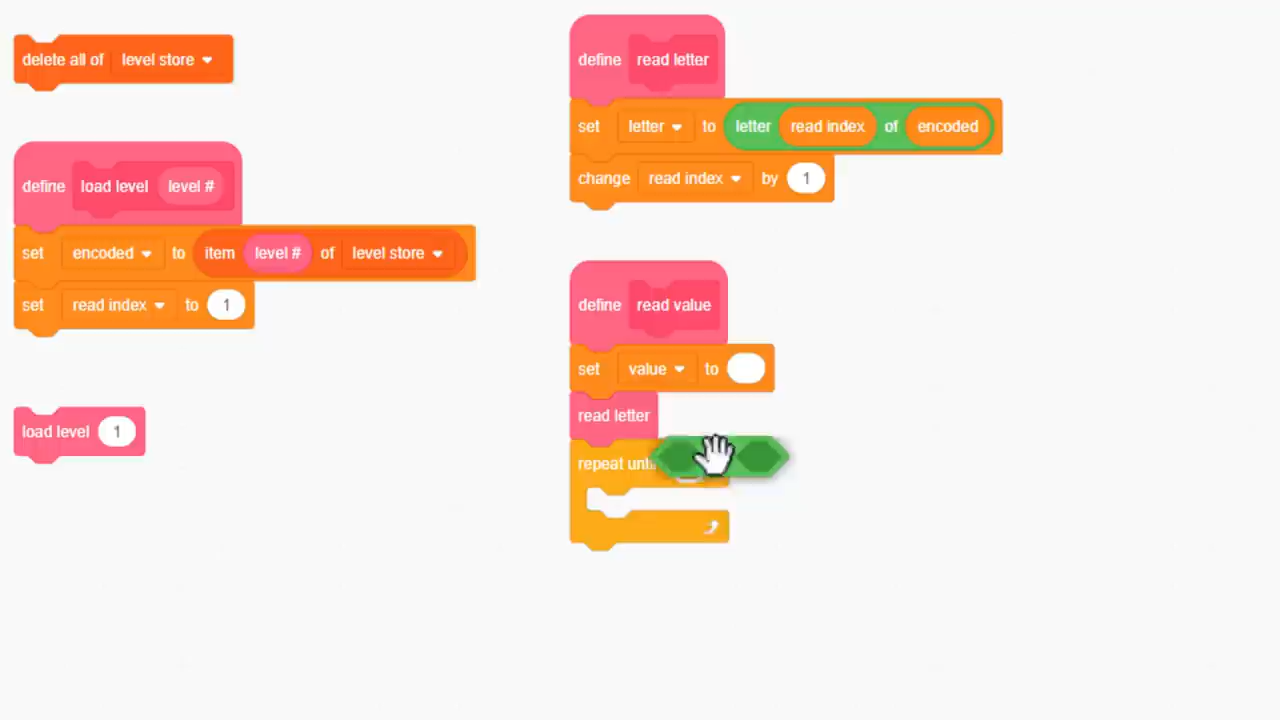 delete all of level store
define load level level #
set encoded to item level # of level store
set read index to 1
load level 1
define read letter
set letter to letter read index of encoded
change read index by 1
define read value
set value to
read letter
repeat